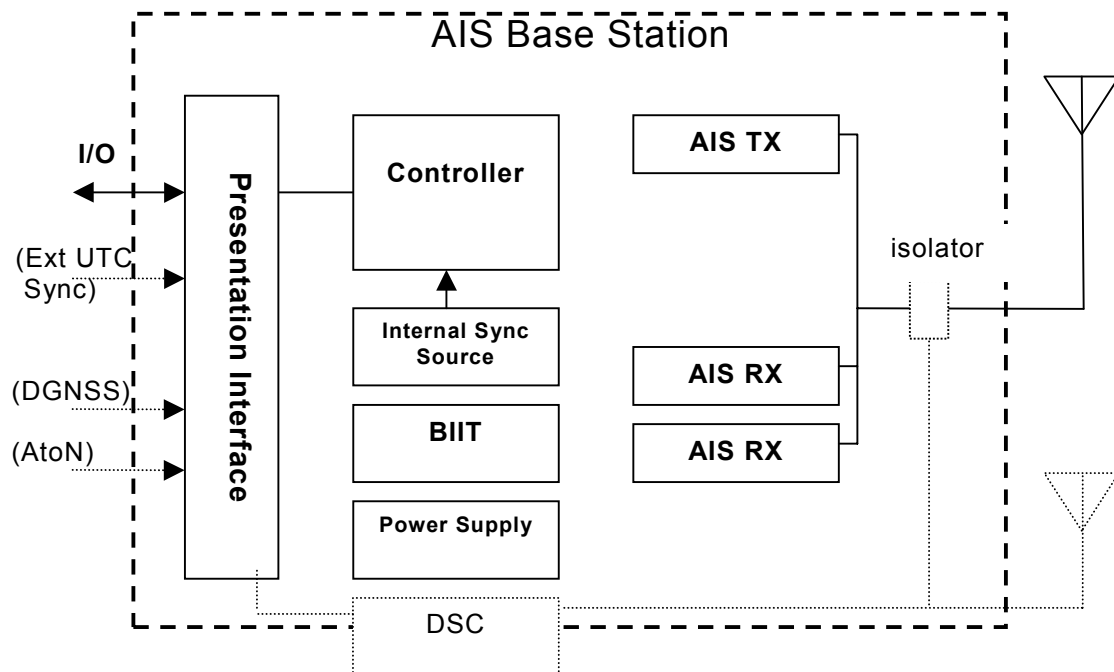 AIS Base Station
I/O
(Ext UTC
Sync)
(DGNSS)
(AtoN)
Presentation Interface
Controller
Internal Sync
Source
BIIT
Power Supply
DSC
AIS TX
AIS RX
AIS RX
isolator